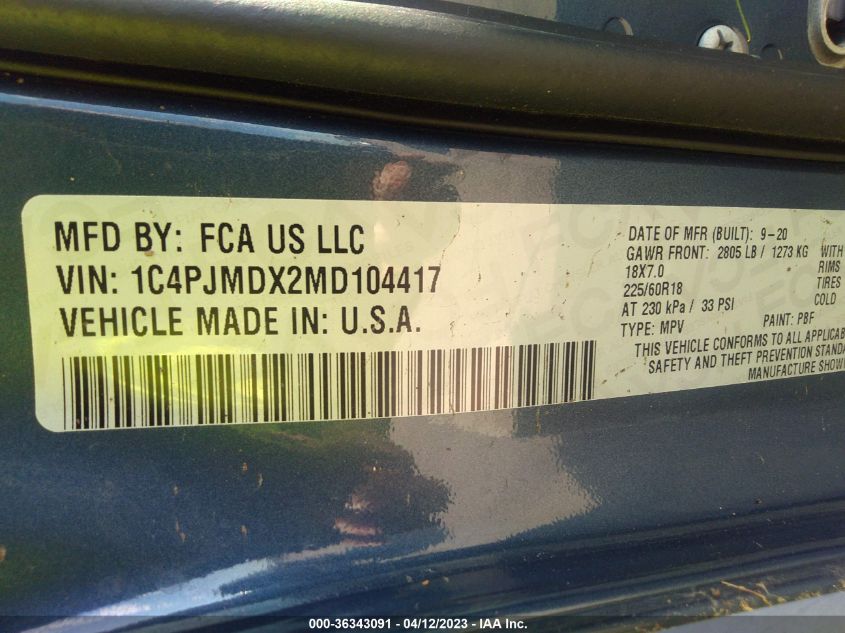 MFD BY: FCA US LLC
VIN: 1C4PJMDX2MD104417
VEHICLE MADE IN: U.S.A.
DATE OF MFR (BUILT): 9-20
GAWR FRONT: 2805 LB / 1273 KG WITH
18X7.0 RIMS
225/60R18 TIRES
AT 230 kPa / 33 PSI COLD
TYPE: MPV PAINT: PBF
THIS VEHICLE CONFORMS TO ALL APPLICAB
SAFETY AND THEFT PREVENTION STANDA
MANUFACTURE SHOW
000-36343091 - 04/12/2023 - IAA Inc.